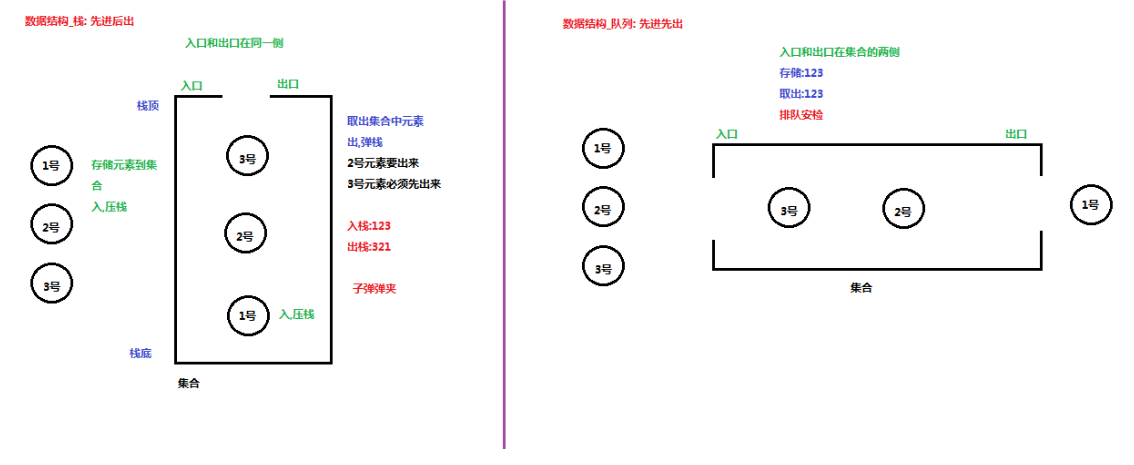 数据结构_栈: 先进后出
入口和出口在同一侧
入口
出口
栈顶
1号
2号
3号
存储元素到集
合
入,压栈
3号
2号
1号
入,压栈
栈底
集合
取出集合中元素
出,弹栈
2号元素要出来
3号元素必须先出来
入栈:123
出栈:321
子弹弹夹
数据结构_队列: 先进先出
入口和出口在集合的两侧
存储:123
取出:123
排队安检
入口
出口
1号
2号
3号
3号
2号
1号
集合